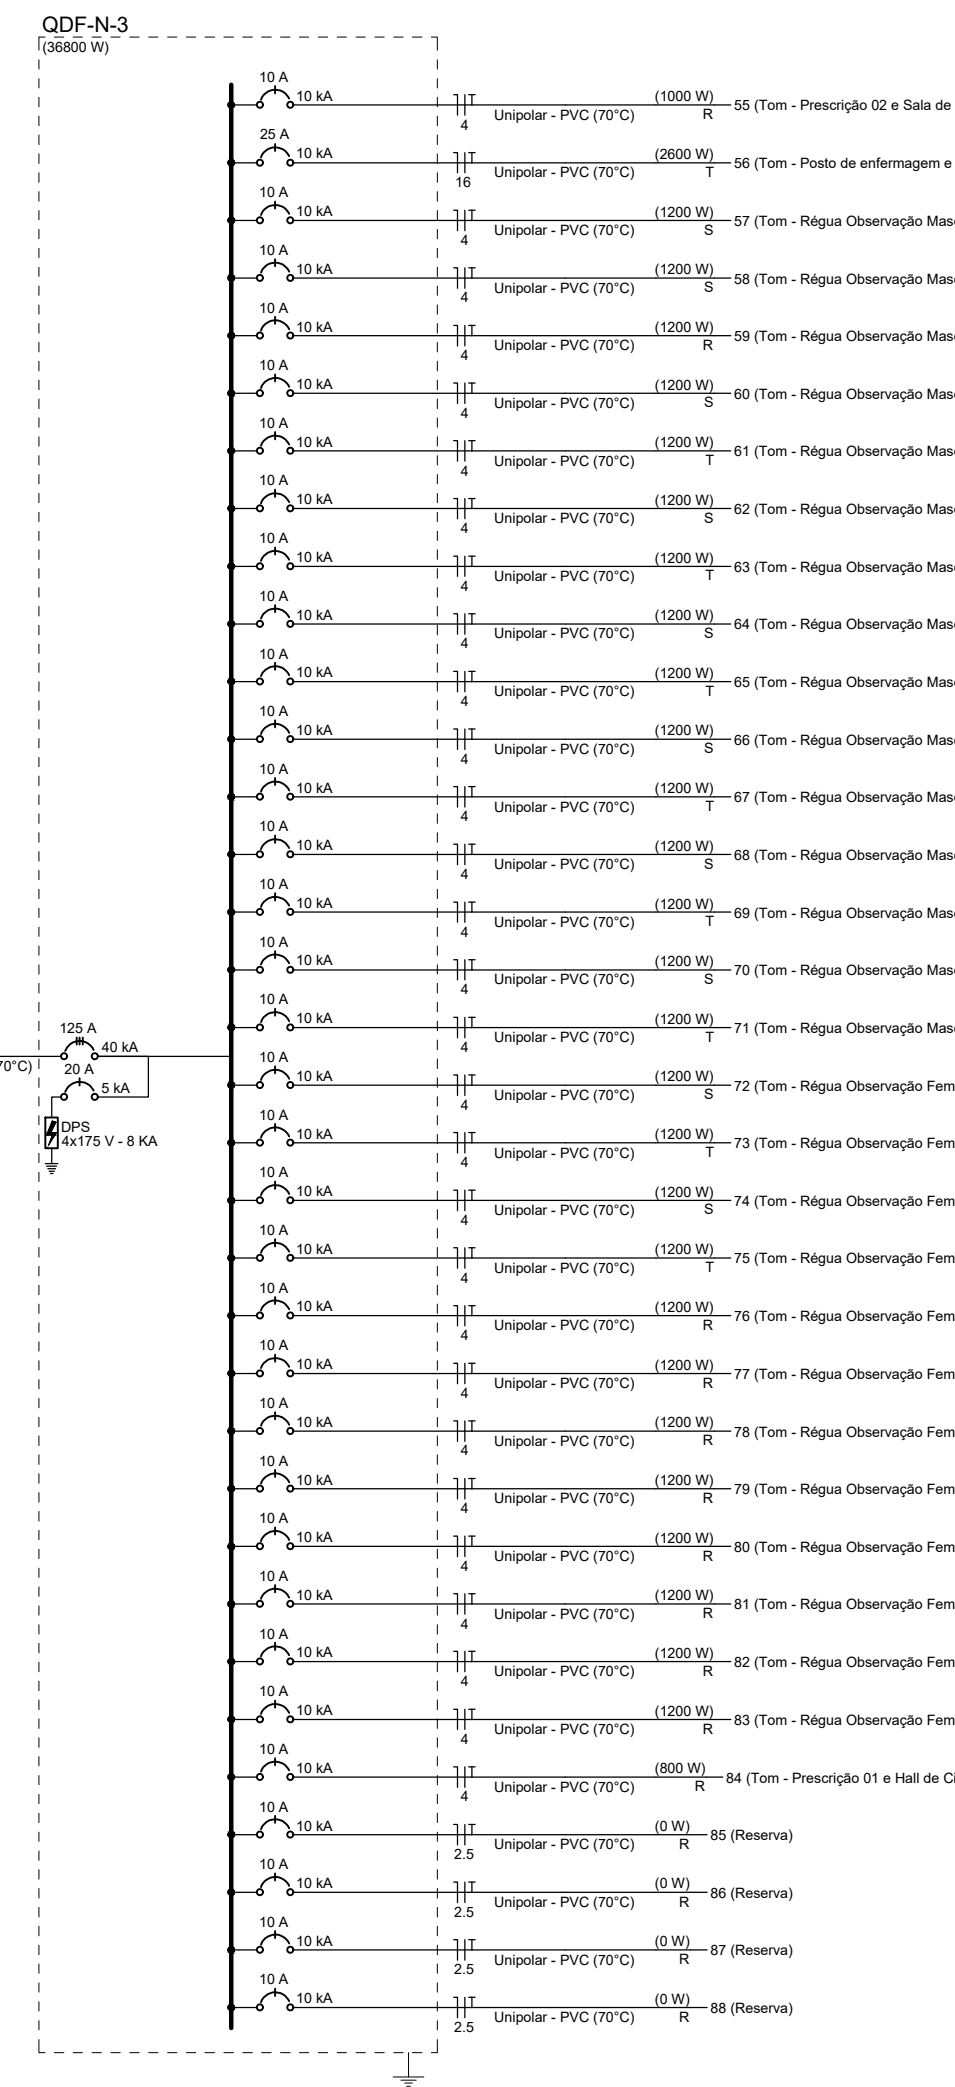 QDF-N-3
(36800 W)
10 A
10 kA
T
4
Unipolar - PVC (70°C)
(1000 W)
R
55 (Tom - Prescrição 02 e Sala de
25 A
10 kA
T
16
Unipolar - PVC (70°C)
(2600 W)
T
56 (Tom - Posto de enfermagem e
10 A
10 kA
T
4
Unipolar - PVC (70°C)
(1200 W)
S
57 (Tom - Régua Observação Masc
10 A
10 kA
T
4
Unipolar - PVC (70°C)
(1200 W)
S
58 (Tom - Régua Observação Masc
10 A
10 kA
T
4
Unipolar - PVC (70°C)
(1200 W)
R
59 (Tom - Régua Observação Masc
10 A
10 kA
T
4
Unipolar - PVC (70°C)
(1200 W)
S
60 (Tom - Régua Observação Masc
10 A
10 kA
T
4
Unipolar - PVC (70°C)
(1200 W)
T
61 (Tom - Régua Observação Masc
10 A
10 kA
T
4
Unipolar - PVC (70°C)
(1200 W)
S
62 (Tom - Régua Observação Masc
10 A
10 kA
T
4
Unipolar - PVC (70°C)
(1200 W)
T
63 (Tom - Régua Observação Masc
10 A
10 kA
T
4
Unipolar - PVC (70°C)
(1200 W)
S
64 (Tom - Régua Observação Masc
10 A
10 kA
T
4
Unipolar - PVC (70°C)
(1200 W)
T
65 (Tom - Régua Observação Masc
10 A
10 kA
T
4
Unipolar - PVC (70°C)
(1200 W)
S
66 (Tom - Régua Observação Masc
10 A
10 kA
T
4
Unipolar - PVC (70°C)
(1200 W)
T
67 (Tom - Régua Observação Masc
10 A
10 kA
T
4
Unipolar - PVC (70°C)
(1200 W)
S
68 (Tom - Régua Observação Masc
10 A
10 kA
T
4
Unipolar - PVC (70°C)
(1200 W)
T
69 (Tom - Régua Observação Masc
10 A
10 kA
T
4
Unipolar - PVC (70°C)
(1200 W)
S
70 (Tom - Régua Observação Masc
10 A
10 kA
T
4
Unipolar - PVC (70°C)
(1200 W)
T
71 (Tom - Régua Observação Masc
125 A
40 kA
70°C)
20 A
5 kA
DPS
4x175 V - 8 KA
10 A
10 kA
T
4
Unipolar - PVC (70°C)
(1200 W)
S
72 (Tom - Régua Observação Fem
10 A
10 kA
T
4
Unipolar - PVC (70°C)
(1200 W)
T
73 (Tom - Régua Observação Fem
10 A
10 kA
T
4
Unipolar - PVC (70°C)
(1200 W)
S
74 (Tom - Régua Observação Fem
10 A
10 kA
T
4
Unipolar - PVC (70°C)
(1200 W)
T
75 (Tom - Régua Observação Fem
10 A
10 kA
T
4
Unipolar - PVC (70°C)
(1200 W)
R
76 (Tom - Régua Observação Fem
10 A
10 kA
T
4
Unipolar - PVC (70°C)
(1200 W)
R
77 (Tom - Régua Observação Fem
10 A
10 kA
T
4
Unipolar - PVC (70°C)
(1200 W)
R
78 (Tom - Régua Observação Fem
10 A
10 kA
T
4
Unipolar - PVC (70°C)
(1200 W)
R
79 (Tom - Régua Observação Fem
10 A
10 kA
T
4
Unipolar - PVC (70°C)
(1200 W)
R
80 (Tom - Régua Observação Fem
10 A
10 kA
T
4
Unipolar - PVC (70°C)
(1200 W)
R
81 (Tom - Régua Observação Fem
10 A
10 kA
T
4
Unipolar - PVC (70°C)
(1200 W)
R
82 (Tom - Régua Observação Fem
10 A
10 kA
T
4
Unipolar - PVC (70°C)
(1200 W)
R
83 (Tom - Régua Observação Fem
10 A
10 kA
T
4
Unipolar - PVC (70°C)
(800 W)
R
84 (Tom - Prescrição 01 e Hall de Ci
10 A
10 kA
T
2.5
Unipolar - PVC (70°C)
(0 W)
R
85 (Reserva)
10 A
10 kA
T
2.5
Unipolar - PVC (70°C)
(0 W)
R
86 (Reserva)
10 A
10 kA
T
2.5
Unipolar - PVC (70°C)
(0 W)
R
87 (Reserva)
10 A
10 kA
T
2.5
Unipolar - PVC (70°C)
(0 W)
R
88 (Reserva)